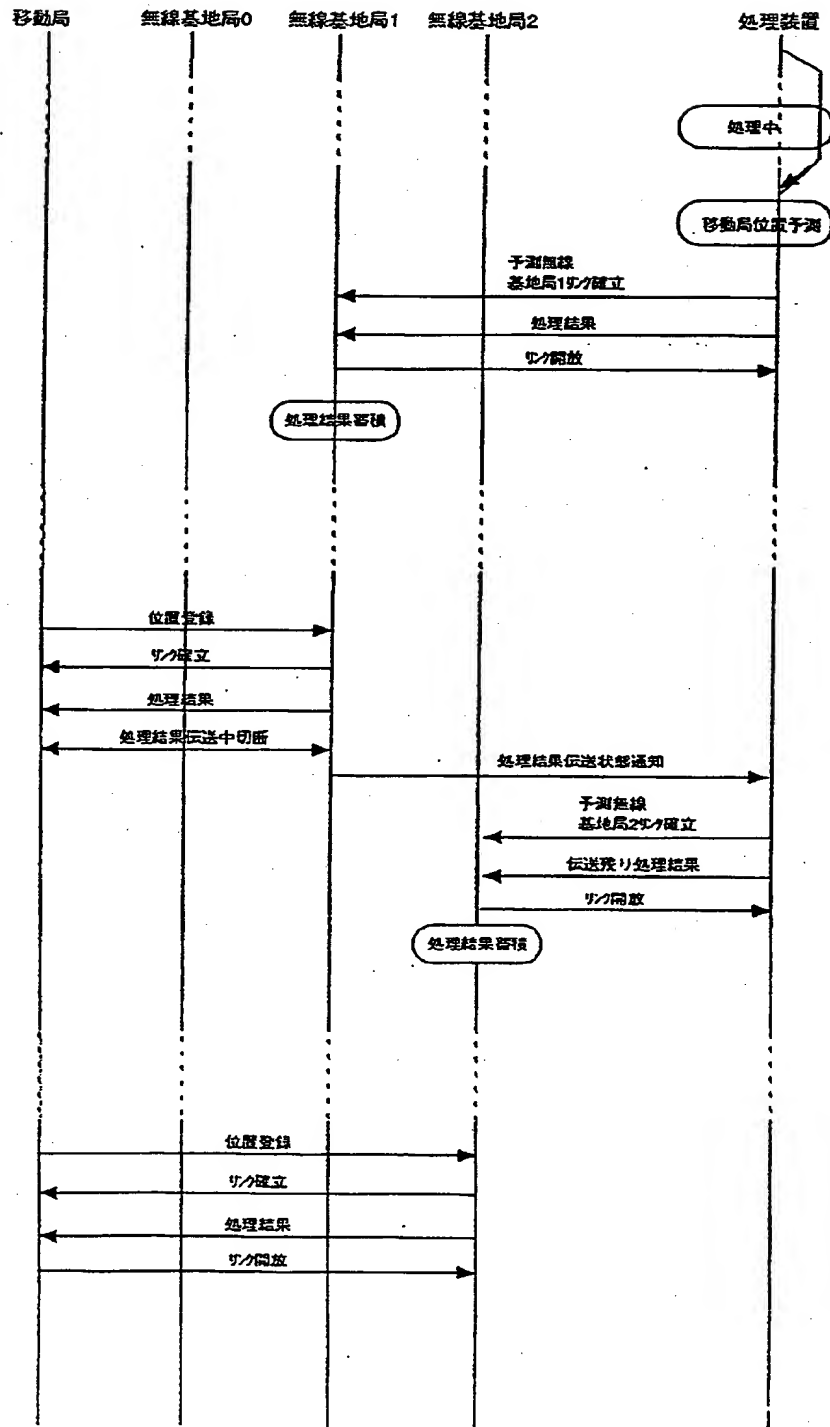 移動局 無線基地局0 無線基地局1 無線基地局2 処理装置
処理中
移動局位置予測
予測無線
基地局1リンク確立
処理結果
リンク開放
処理結果蓄積
位置登録
リンク確立
処理結果
処理結果伝送中切断
処理結果伝送状態通知
予測無線
基地局2リンク確立
伝送残り処理結果
リンク開放
処理結果蓄積
位置登録
リンク確立
処理結果
リンク開放